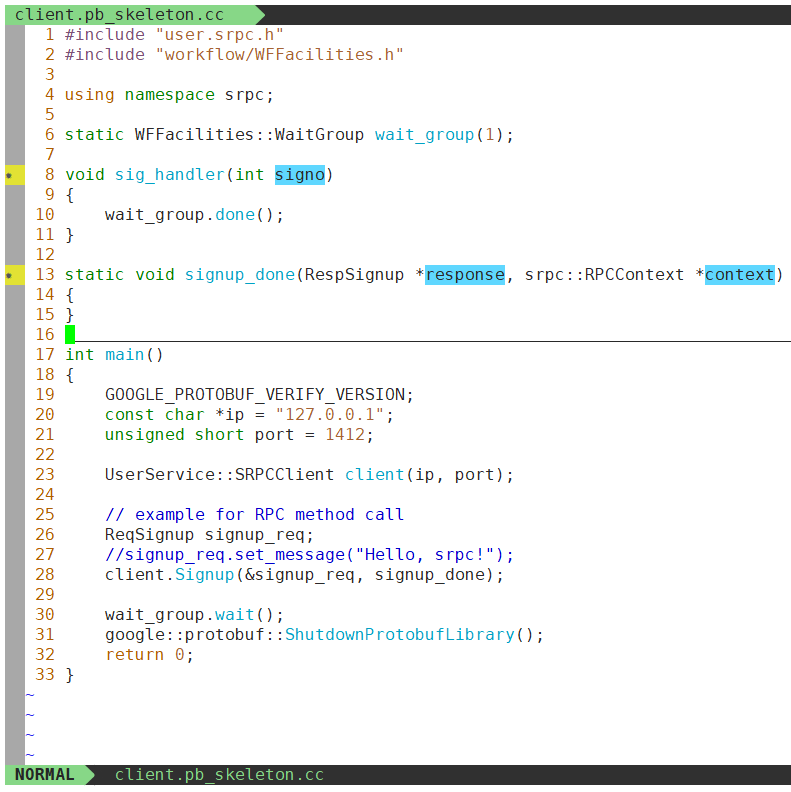 client.pb_skeleton.cc
1 #include "user.srpc.h"
2 #include "workflow/WFFacilities.h"
3
4 using namespace srpc;
5
6 static WFFacilities::WaitGroup wait_group(1);
7
8 void sig_handler(int signo)
9 {
10     wait_group.done();
11 }
12
13 static void signup_done(RespSignup *response, srpc::RPCContext *context)
14 {
15 }
16
17 int main()
18 {
19     GOOGLE_PROTOBUF_VERIFY_VERSION;
20     const char *ip = "127.0.0.1";
21     unsigned short port = 1412;
22
23     UserService::SRPCClient client(ip, port);
24
25     // example for RPC method call
26     ReqSignup signup_req;
27     //signup_req.set_message("Hello, srpc!");
28     client.Signup(&signup_req, signup_done);
29
30     wait_group.wait();
31     google::protobuf::ShutdownProtobufLibrary();
32     return 0;
33 }
~
~
~
~
NORMAL client.pb_skeleton.cc